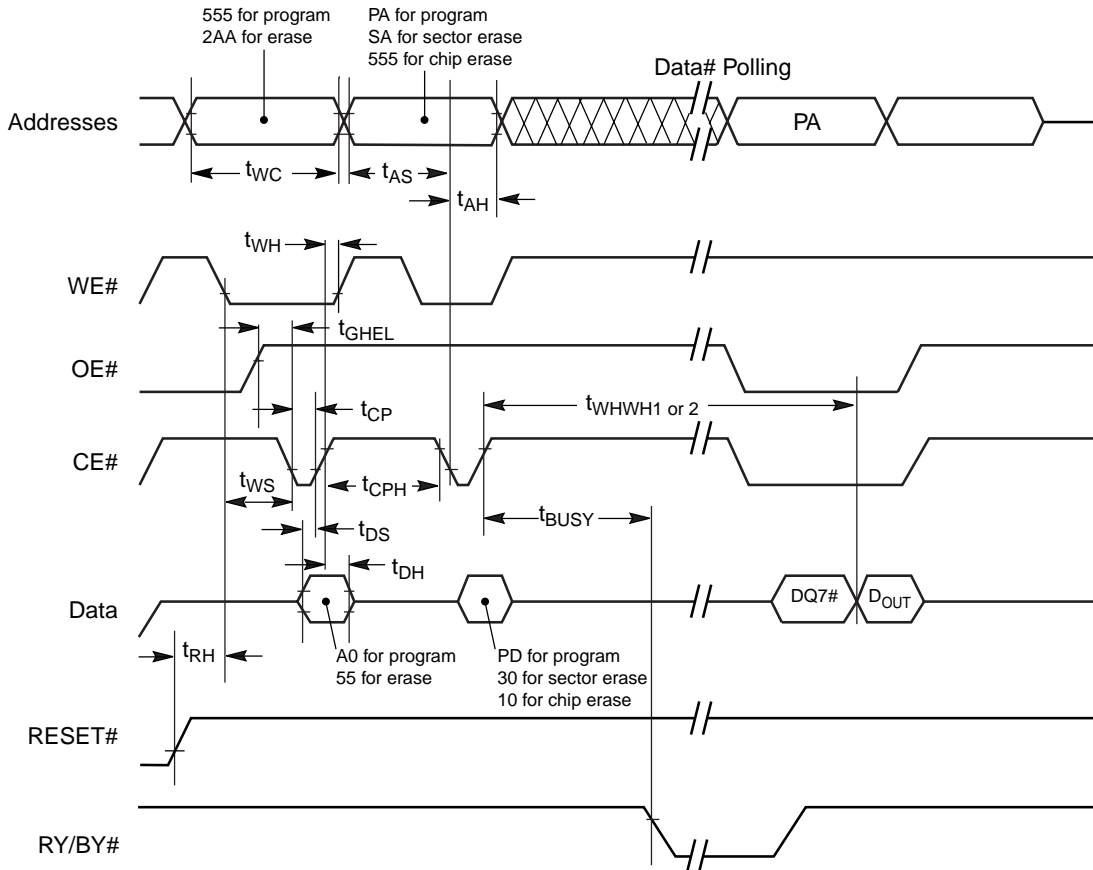 555 for program
2AA for erase
PA for program
SA for sector erase
555 for chip erase
Data# Polling
Addresses
PA
tWC
tAS
tAH
tWH
WE#
tGHEL
OE#
tWHWH1 or 2
tCP
CE#
tWS
tCPH
tBUSY
tDS
tDH
Data
DQ7#
DOUT
tRH
A0 for program
55 for erase
PD for program
30 for sector erase
10 for chip erase
RESET#
RY/BY#